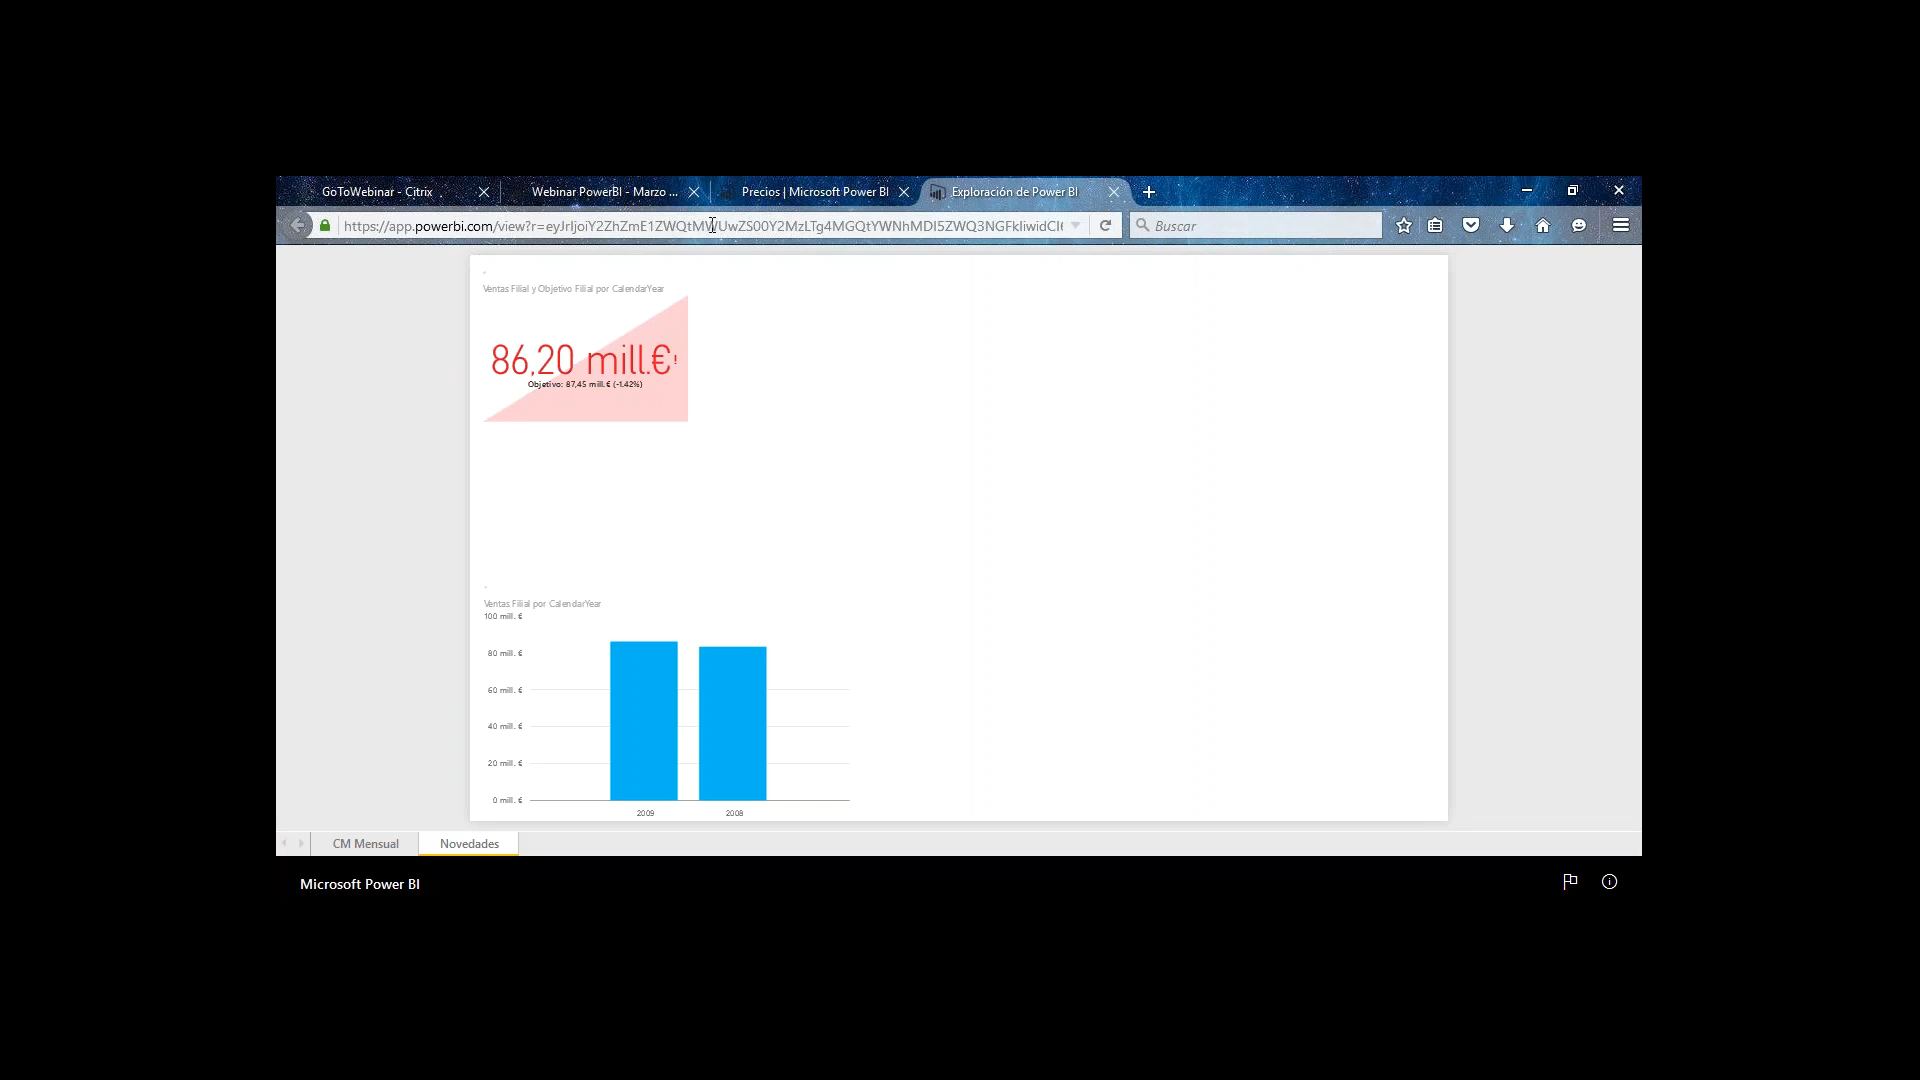 GoToWebinar - Citrix
Webinar PowerBI - Marzo ...
Precios | Microsoft Power BI
Exploración de Power BI
https://app.powerbi.com/view?r=eyJrIjoiY2ZhZmE1ZWQtMWUwZS00Y2MzLTg4MGQtYWNhMDI5ZWQ3NGFkIiwidCI6
Buscar
Ventas Filial y Objetivo Filial por CalendarYear
86,20 mill.€!
Objetivo: 87,45 mill.€ (-1.42%)
Ventas Filial por CalendarYear
100 mill. €
80 mill. €
60 mill. €
40 mill. €
20 mill. €
0 mill. €
2009
2008
CM Mensual
Novedades
Microsoft Power BI